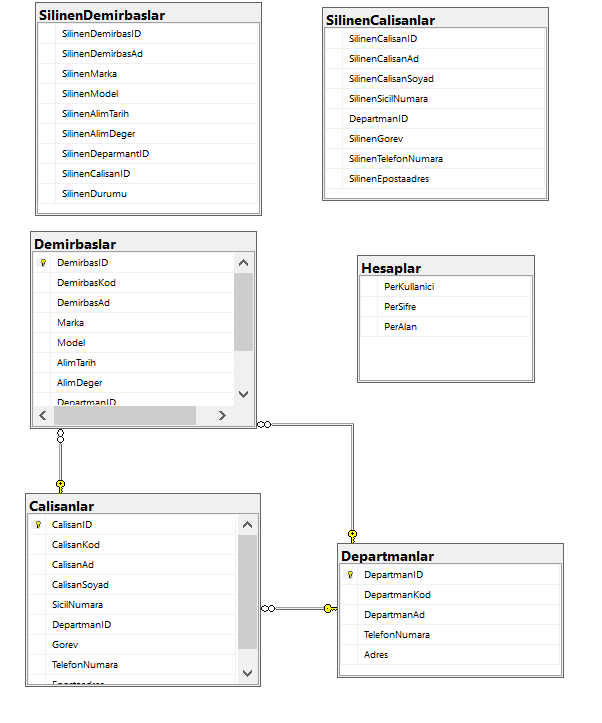 SilinenDemirbaslar
SilinenDemirbasID
SilinenDemirbasAd
SilinenMarka
SilinenModel
SilinenAlimTarih
SilinenAlimDeger
SilinenDeparmantID
SilinenCalisanID
SilinenDurumu
SilinenCalisanlar
SilinenCalisanID
SilinenCalisanAd
SilinenCalisanSoyad
SilinenSicilNumara
DepartmanID
SilinenGorev
SilinenTelefonNumara
SilinenEpostaadres
Demirbaslar
DemirbasID
DemirbasKod
DemirbasAd
Marka
Model
AlimTarih
AlimDeger
DepartmanID
Hesaplar
PerKullanici
PerSifre
PerAlan
Calisanlar
CalisanID
CalisanKod
CalisanAd
CalisanSoyad
SicilNumara
DepartmanID
Gorev
TelefonNumara
Epostaadres
Departmanlar
DepartmanID
DepartmanKod
DepartmanAd
TelefonNumara
Adres